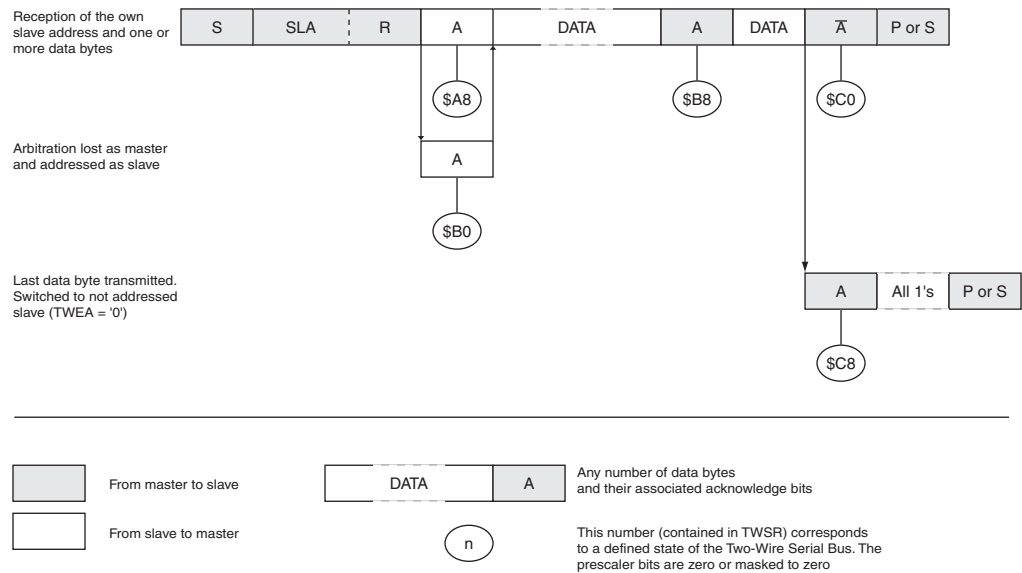 Reception of the own
slave address and one or
more data bytes
S SLA R A DATA A DATA A̅ P or S
$A8 $B8 $C0
Arbitration lost as master
and addressed as slave
A
$B0
Last data byte transmitted.
Switched to not addressed
slave (TWEA = '0')
A All 1's P or S
$C8
From master to slave
DATA A
Any number of data bytes
and their associated acknowledge bits
From slave to master
n
This number (contained in TWSR) corresponds
to a defined state of the Two-Wire Serial Bus. The
prescaler bits are zero or masked to zero